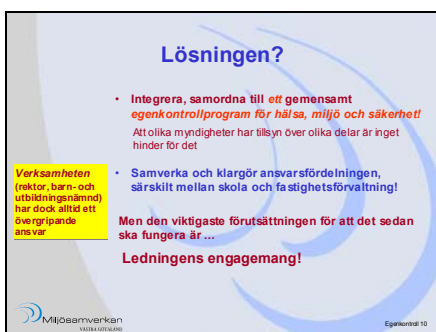 Lösningen?
• Integrera, samordna till ett gemensamt
egenkontrollprogram för hälsa, miljö och säkerhet!
Att olika myndigheter har tillsyn över olika delar är inget
hinder för det
Verksamheten
(rektor, barn- och
utbildningsnämnd)
har dock alltid ett
övergripande
ansvar
• Samverka och klargör ansvarsfördelningen,
särskilt mellan skola och fastighetsförvaltning!
Men den viktigaste förutsättningen för att det sedan
ska fungera är ...
Ledningens engagemang!
Miljösamverkan
VÄSTRA GÖTALAND
Egenkontroll 10